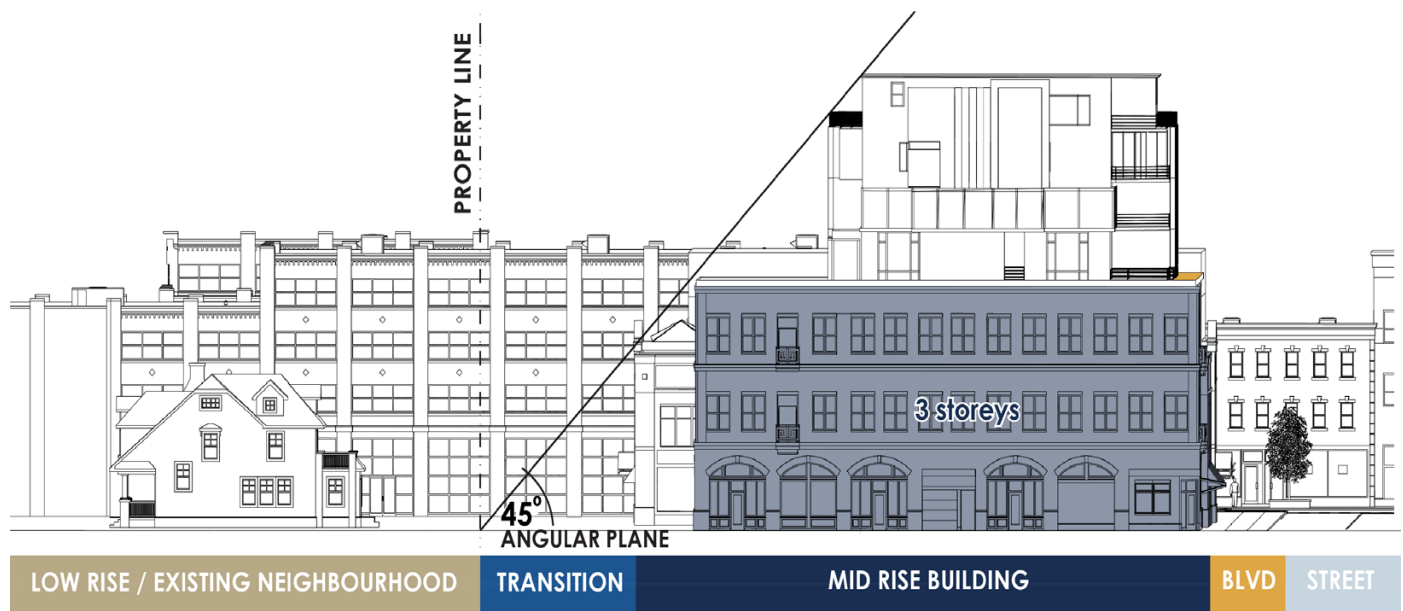 PROPERTY LINE
3 storeys
45°
ANGULAR PLANE
LOW RISE / EXISTING NEIGHBOURHOOD
TRANSITION
MID RISE BUILDING
BLVD
STREET